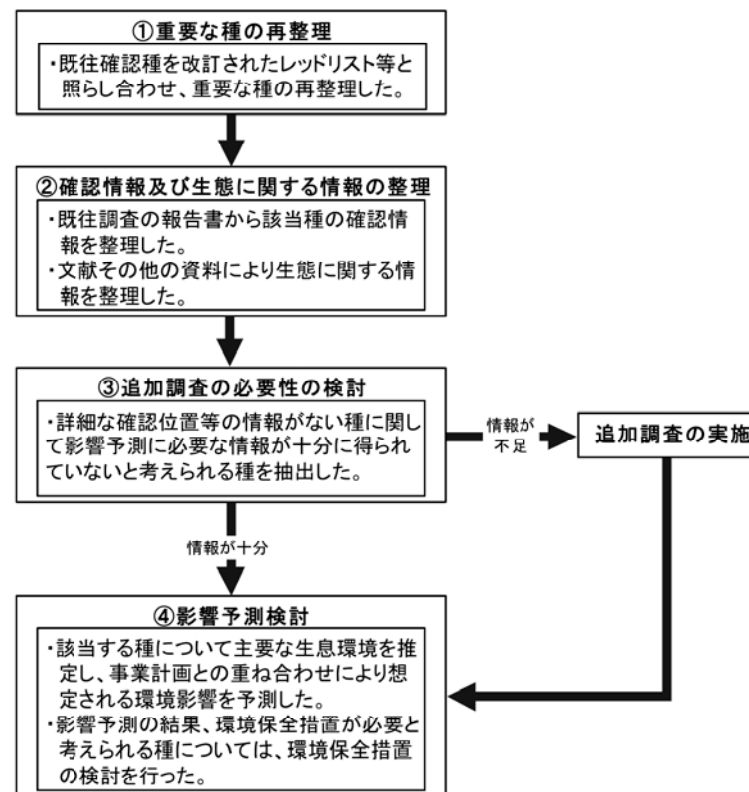 ①重要な種の再整理
・既往確認種を改訂されたレッドリスト等と
照らし合わせ、重要な種の再整理した。
②確認情報及び生態に関する情報の整理
・既往調査の報告書から該当種の確認情
報を整理した。
・文献その他の資料により生態に関する情
報を整理した。
③追加調査の必要性の検討
・詳細な確認位置等の情報がない種に関し
て影響予測に必要な情報が十分に得られ
ていないと考えられる種を抽出した。
情報が
不足
追加調査の実施
情報が十分
④影響予測検討
・該当する種について主要な生息環境を推
定し、事業計画との重ね合わせにより想
定される環境影響を予測した。
・影響予測の結果、環境保全措置が必要と
考えられる種については、環境保全措置
の検討を行った。